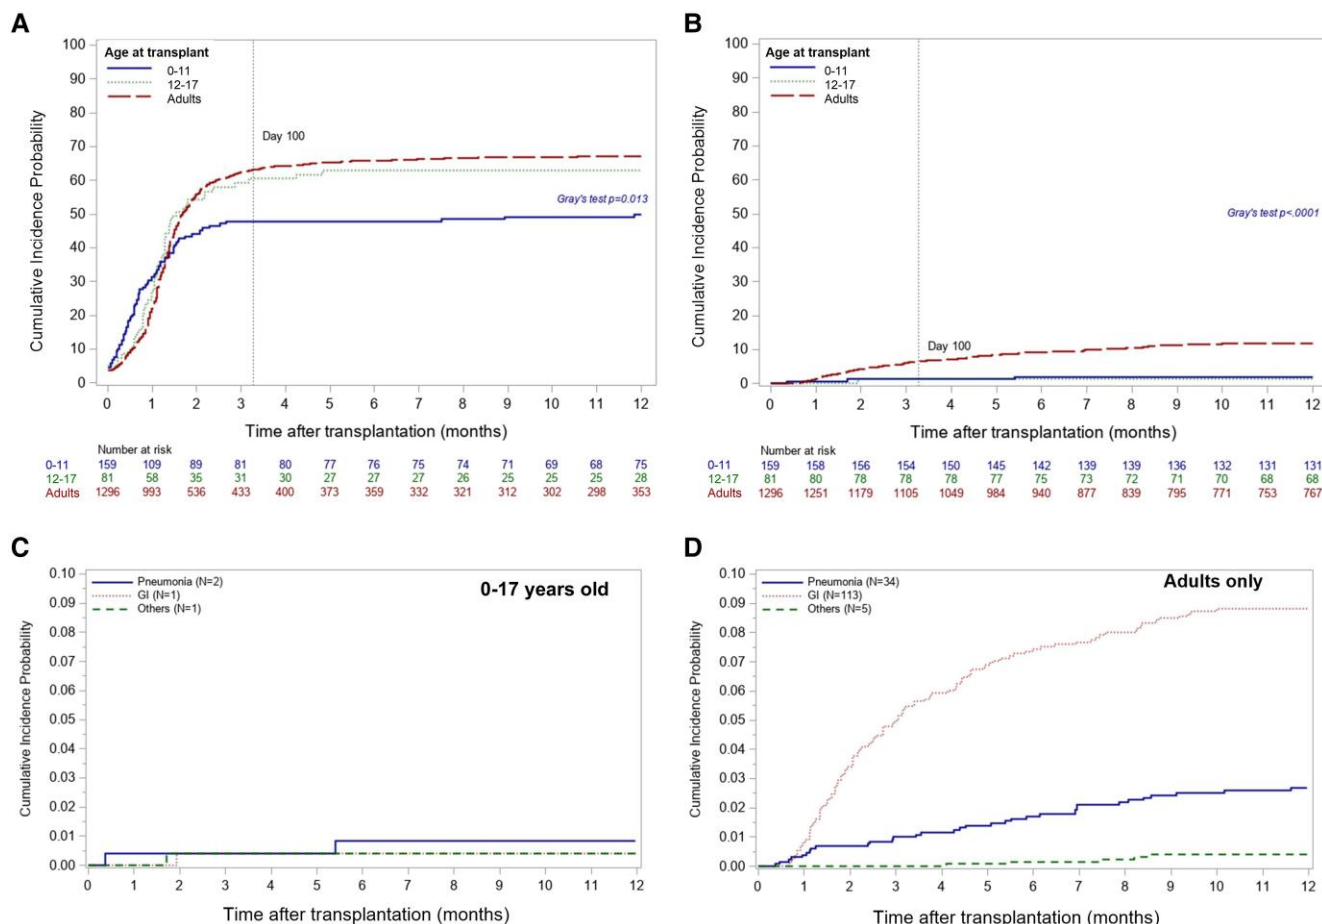 A
Age at transplant
0-11
12-17
Adults
Cumulative Incidence Probability
100
90
80
70
60
50
40
30
20
10
0
Day 100
Gray's test p=0.013
0 1 2 3 4 5 6 7 8 9 10 11 12
Time after transplantation (months)
Number at risk
0-11 159 109 89 81 80 77 76 75 74 71 69 68 75
12-17 81 58 35 31 30 27 27 27 26 25 25 25 28
Adults 1296 993 536 433 400 373 359 332 321 312 302 298 353
B
Age at transplant
0-11
12-17
Adults
Cumulative Incidence Probability
100
90
80
70
60
50
40
30
20
10
0
Day 100
Gray's test p<.0001
0 1 2 3 4 5 6 7 8 9 10 11 12
Time after transplantation (months)
Number at risk
0-11 159 158 156 154 150 145 142 139 139 136 132 131 131
12-17 81 80 78 78 78 77 75 73 72 71 70 68 68
Adults 1296 1251 1179 1105 1049 984 940 877 839 795 771 753 767
C
Pneumonia (N=2)
GI (N=1)
Others (N=1)
0-17 years old
Cumulative Incidence Probability
0.10
0.09
0.08
0.07
0.06
0.05
0.04
0.03
0.02
0.01
0.00
0 1 2 3 4 5 6 7 8 9 10 11 12
Time after transplantation (months)
D
Pneumonia (N=34)
GI (N=113)
Others (N=5)
Adults only
Cumulative Incidence Probability
0.10
0.09
0.08
0.07
0.06
0.05
0.04
0.03
0.02
0.01
0.00
0 1 2 3 4 5 6 7 8 9 10 11 12
Time after transplantation (months)